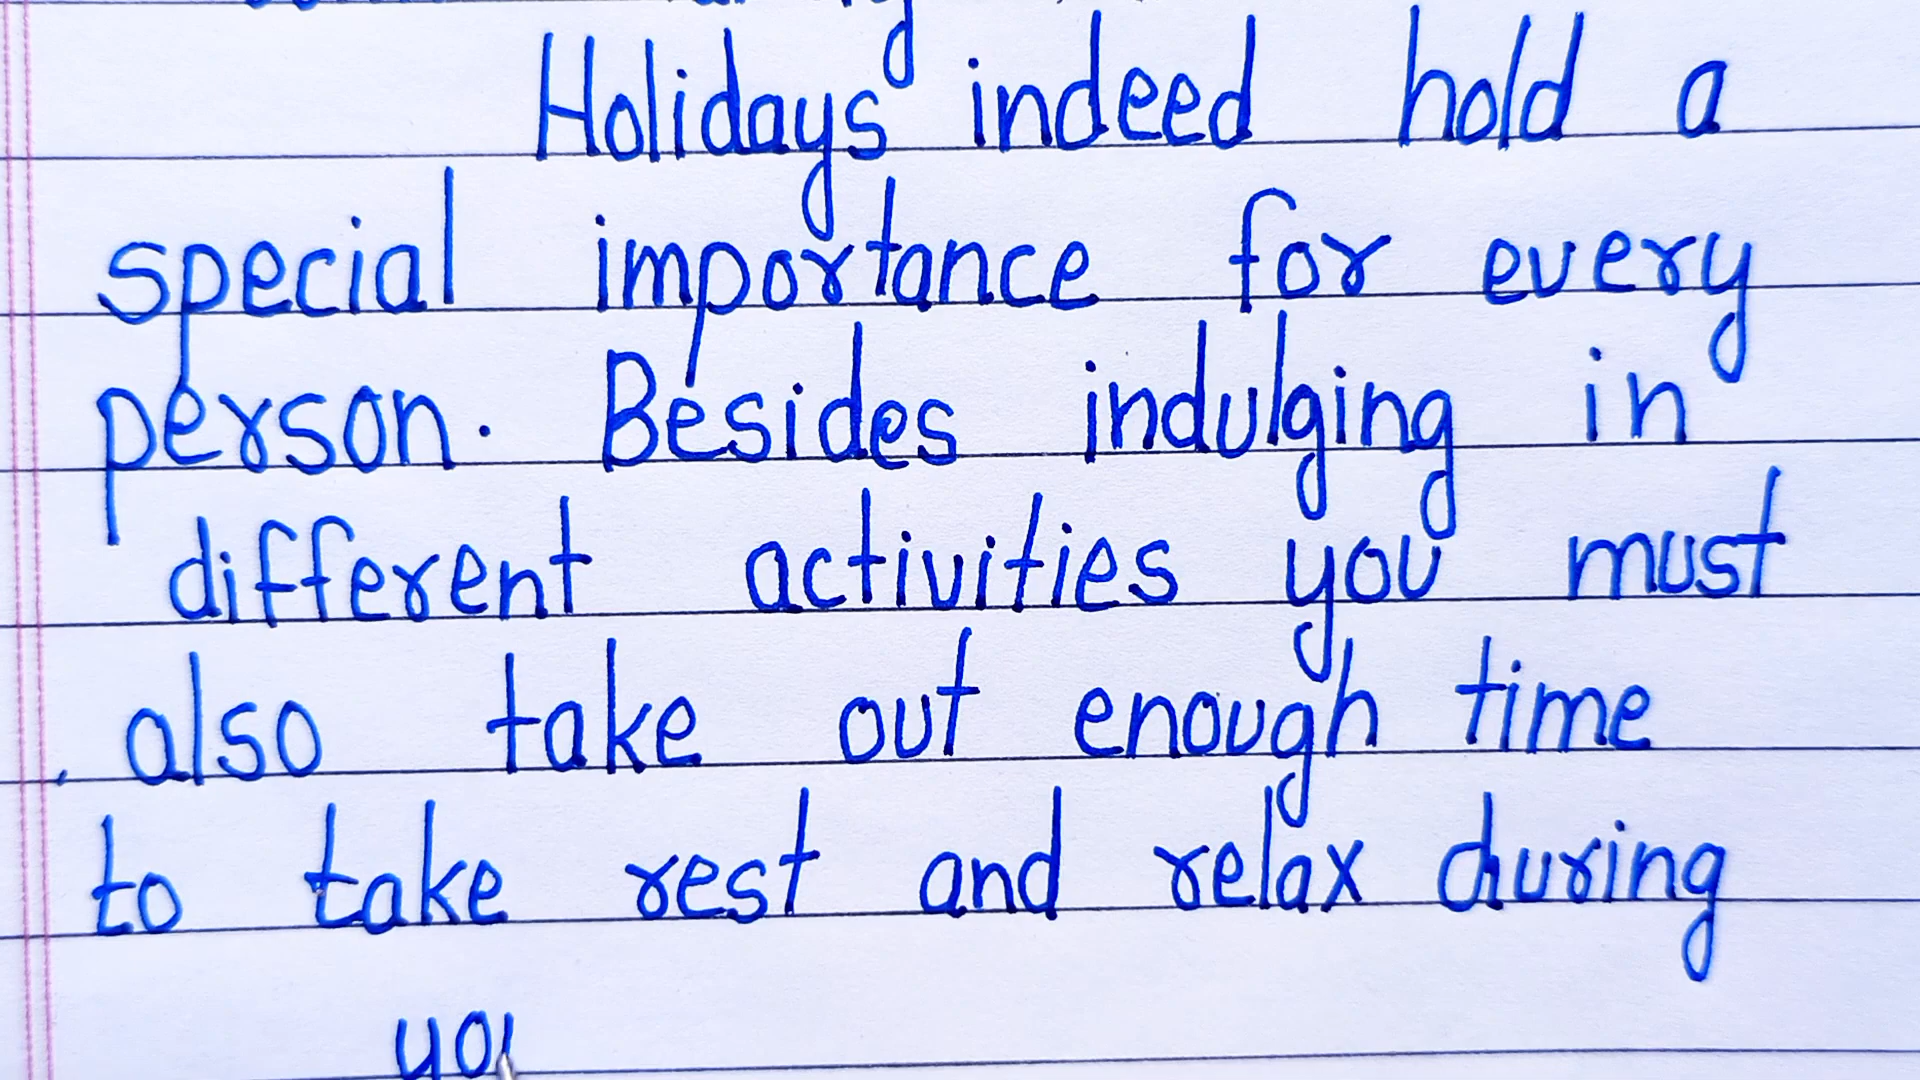 Holidays indeed hold a
special importance for every
person. Besides indulging in
different activities you must
also take out enough time
to take rest and relax during